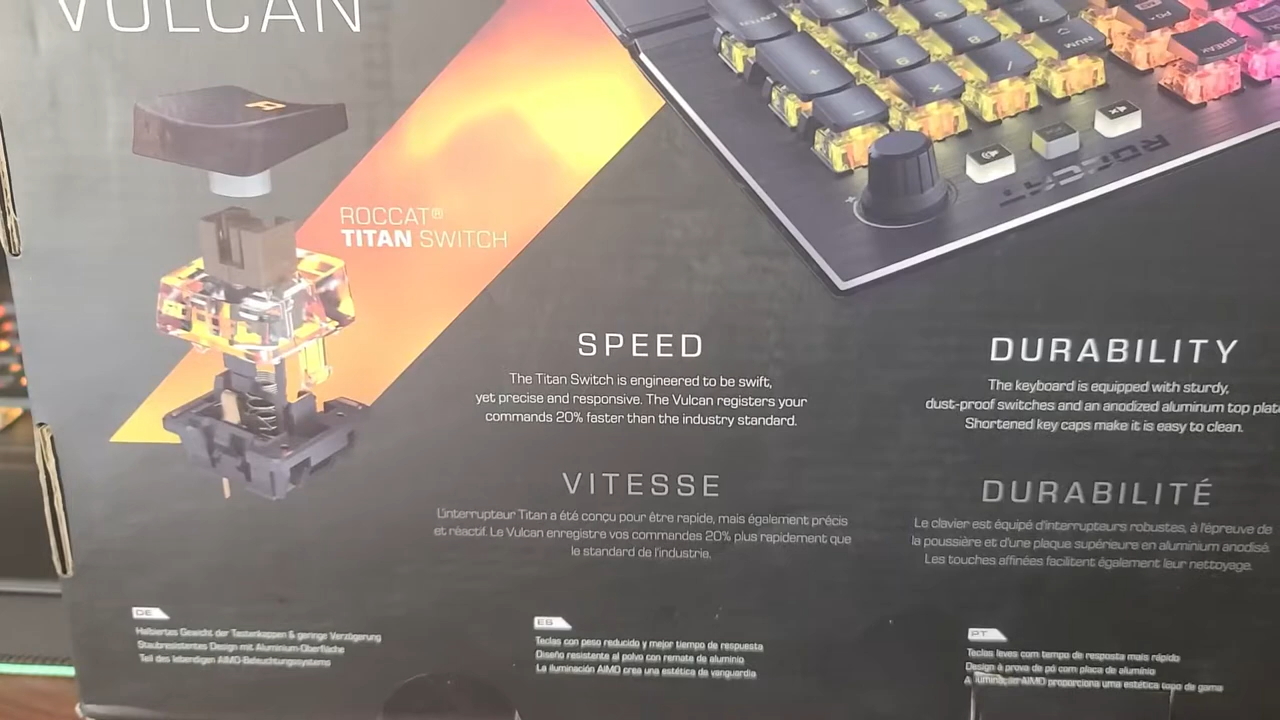 VULCAN
ROCCAT®
TITAN SWITCH
ENTER
+
-
NUM
BREAK
ROCCAT
SPEED
The Titan Switch is engineered to be swift,
yet precise and responsive. The Vulcan registers your
commands 20% faster than the industry standard.
DURABILITY
The keyboard is equipped with sturdy,
dust-proof switches and an anodized aluminum top plat
Shortened key caps make it is easy to clean.
VITESSE
L'interrupteur Titan a été conçu pour être rapide, mais également précis
et réactif. Le Vulcan enregistre vos commandes 20% plus rapidement que
le standard de l'industrie.
DURABILITÉ
Le clavier est équipé d'interrupteurs robustes, à l'épreuve de
la poussière et d'une plaque supérieure en aluminium anodisé.
Les touches affinées facilitent également leur nettoyage.
DE
Halbiertes Gewicht der Tastenkappen & geringe Verzögerung
Staubresistentes Design mit Aluminium-Oberfläche
Teil des lebendigen AIMO-Beleuchtungssystems
ES
Teclas con peso reducido y mejor tiempo de respuesta
Diseño resistente al polvo con remate de aluminio
La iluminación AIMO crea una estética de vanguardia
PT
Teclas leves com tempo de resposta mais rápido
Design à prova de pó com placa de alumínio
A AIMO proporciona uma estética topo de gama